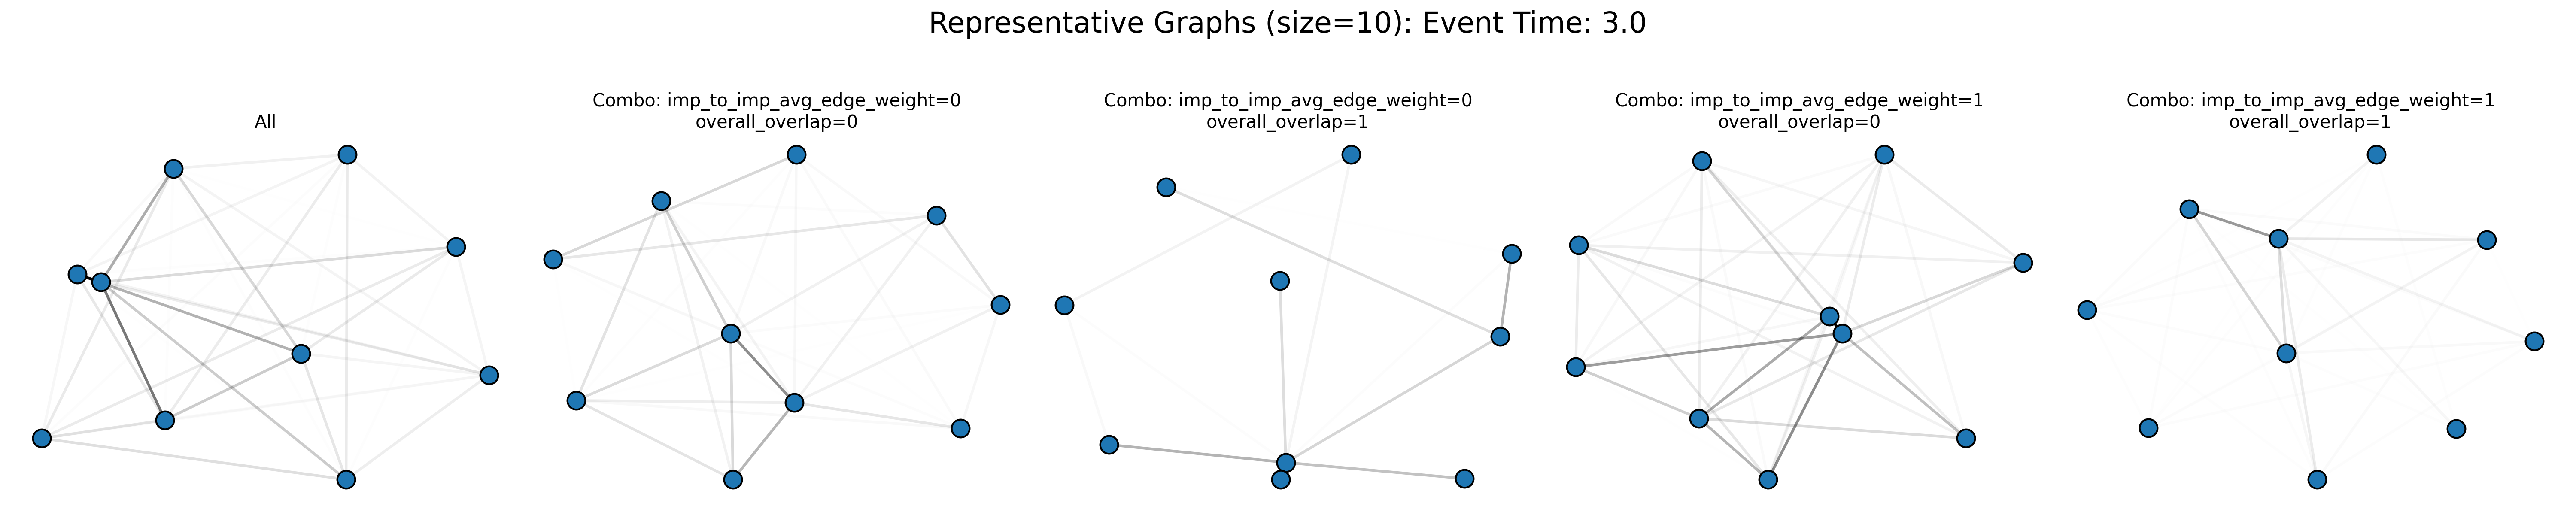 Representative Graphs (size=10): Event Time: 3.0
All
Combo: imp_to_imp_avg_edge_weight=0
overall_overlap=0
Combo: imp_to_imp_avg_edge_weight=0
overall_overlap=1
Combo: imp_to_imp_avg_edge_weight=1
overall_overlap=0
Combo: imp_to_imp_avg_edge_weight=1
overall_overlap=1